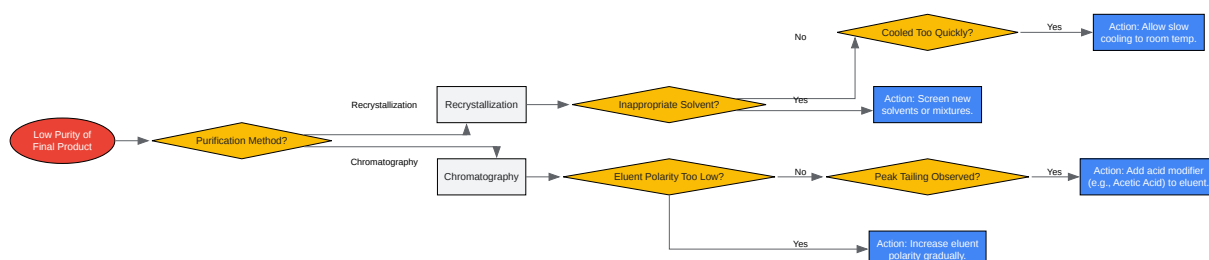 Low Purity of
Final Product
Purification Method?
Recrystallization
Recrystallization
Inappropriate Solvent?
No
Cooled Too Quickly?
Yes
Action: Allow slow
cooling to room temp.
Yes
Action: Screen new
solvents or mixtures.
Chromatography
Chromatography
Eluent Polarity Too Low?
No
Peak Tailing Observed?
Yes
Action: Add acid modifier
(e.g., Acetic Acid) to eluent.
Yes
Action: Increase eluent
polarity gradually.